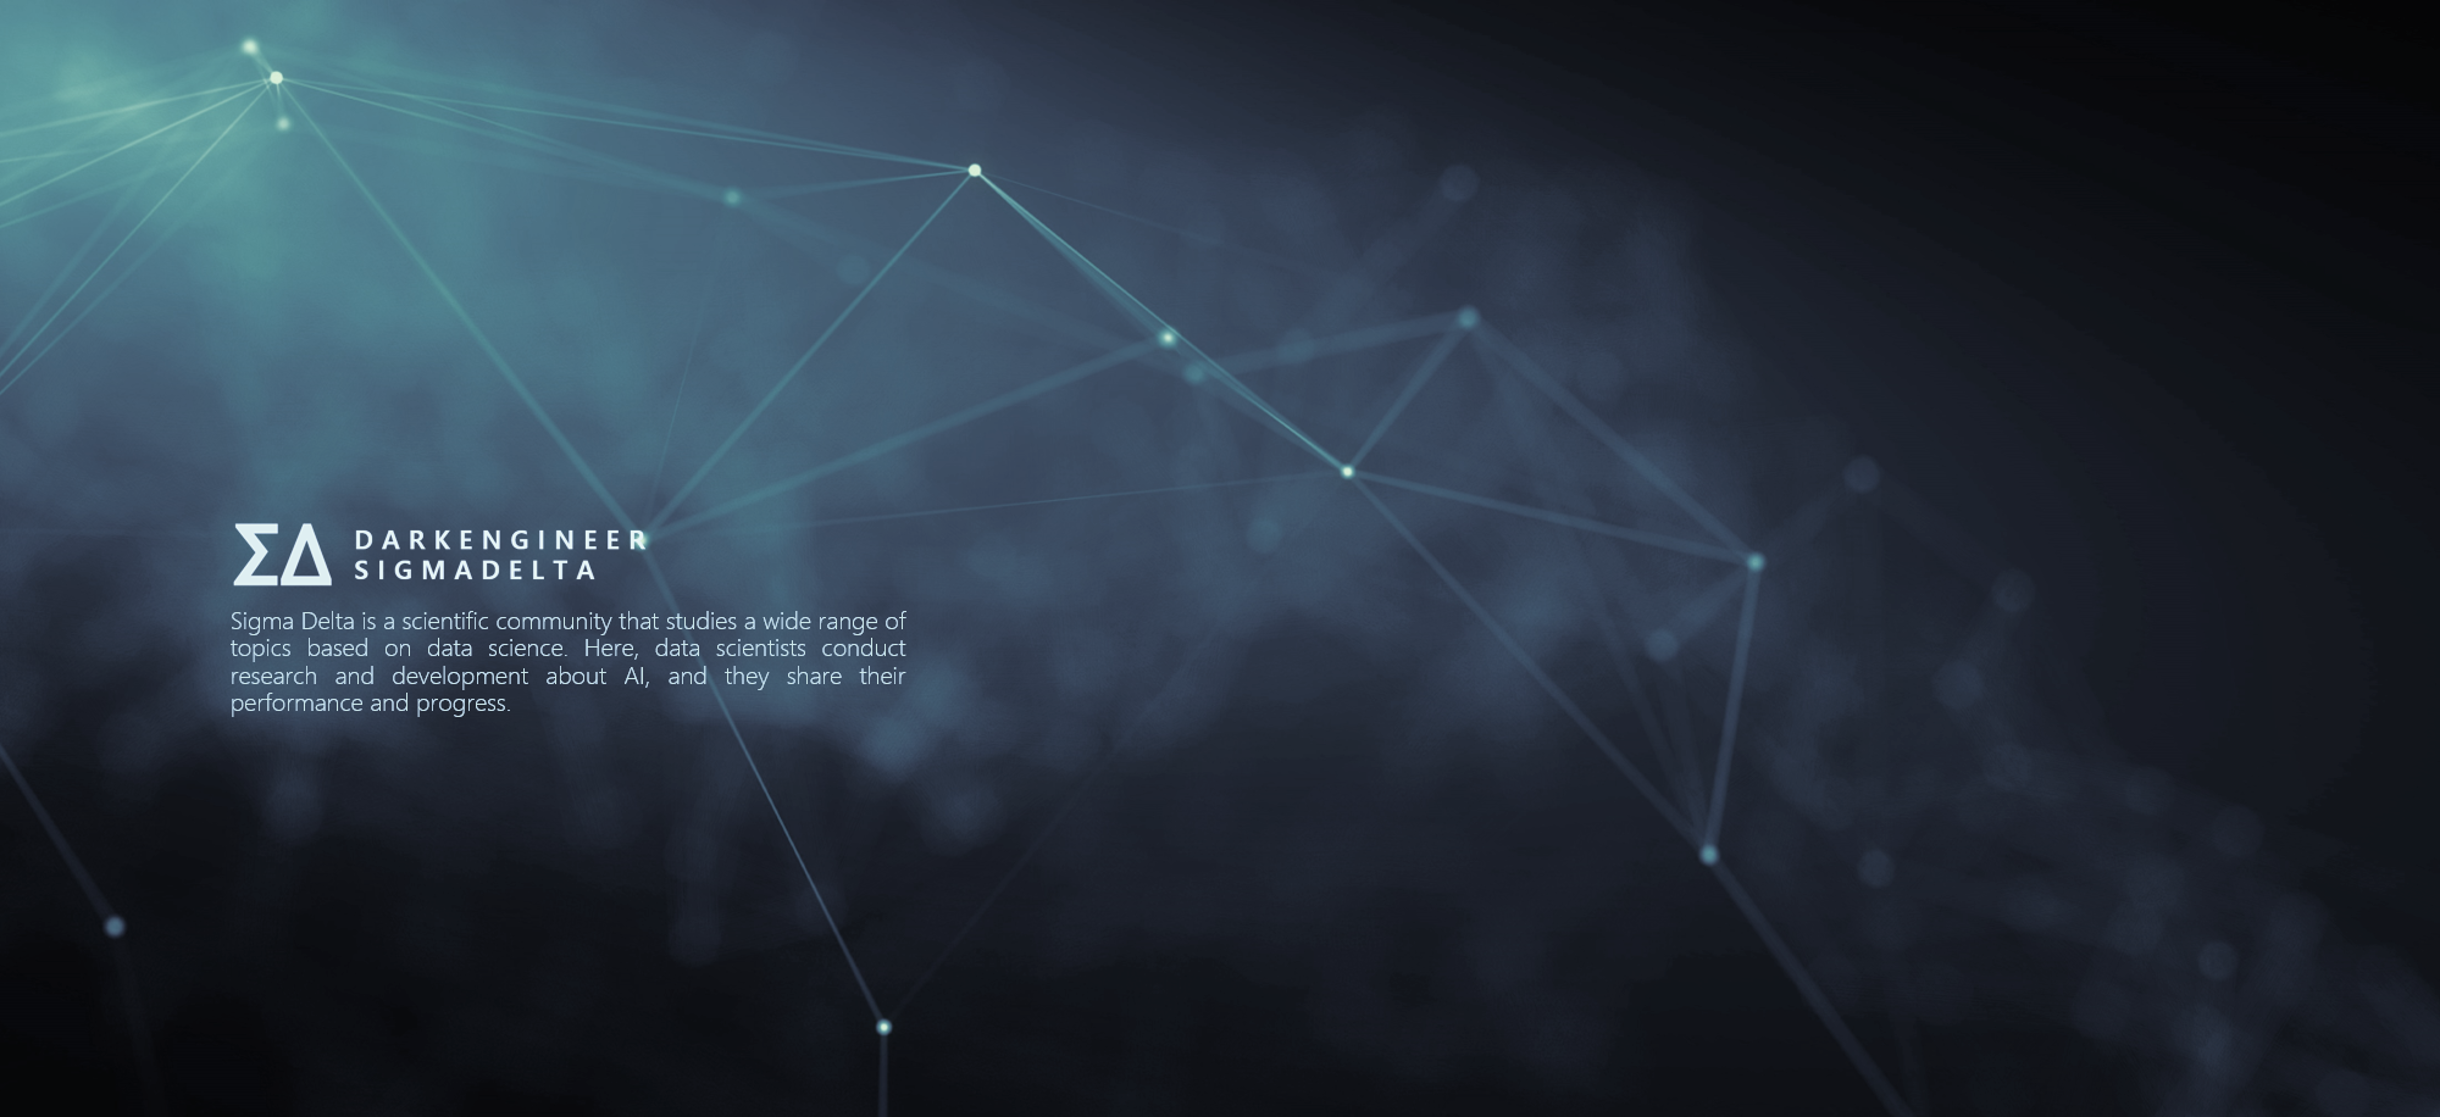 ΣΔ
DARKENGINEER
SIGMADELTA
Sigma Delta is a scientific community that studies a wide range of
topics based on data science. Here, data scientists conduct
research and development about AI, and they share their
performance and progress.